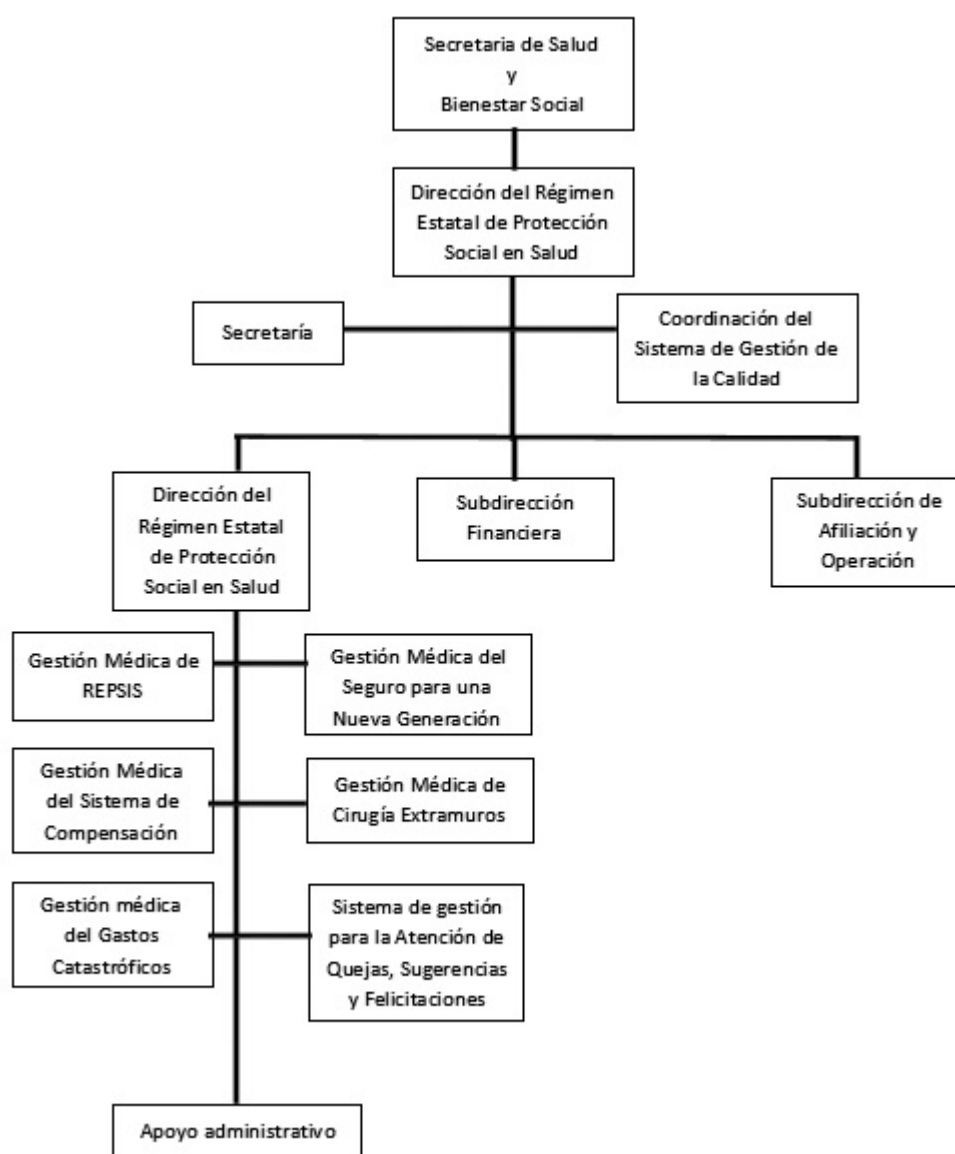 Secretaria de Salud
y
Bienestar Social
Dirección del Régimen
Estatal de Protección
Social en Salud
Secretaría
Coordinación del
Sistema de Gestión de
la Calidad
Dirección del
Régimen Estatal
de Protección
Social en Salud
Subdirección
Financiera
Subdirección de
Afiliación y
Operación
Gestión Médica de
REPSIS
Gestión Médica del
Seguro para una
Nueva Generación
Gestión Médica
del Sistema de
Compensación
Gestión Médica de
Cirugía Extramuros
Gestión médica
del Gastos
Catastróficos
Sistema de gestión
para la Atención de
Quejas, Sugerencias
y Felicitaciones
Apoyo administrativo